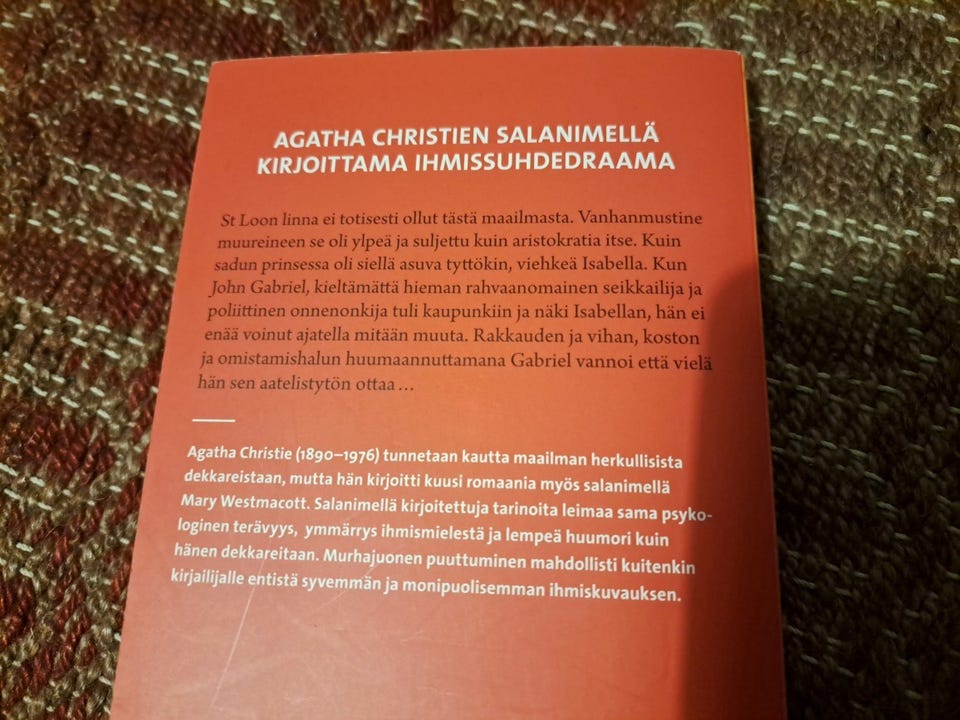 AGATHA CHRISTIEN SALANIMELLÄ
KIRJOITTAMA IHMISSUHDEDRAAMA
St Loon linna ei totisesti ollut tästä maailmasta. Vanhanmustine
muureineen se oli ylpeä ja suljettu kuin aristokratia itse. Kuin
sadun prinsessa oli siellä asuva tyttökin, viehkeä Isabella. Kun
John Gabriel, kieltämättä hieman rahvaanomainen seikkailija ja
poliittinen onnenonkija tuli kaupunkiin ja näki Isabellan, hän ei
enää voinut ajatella mitään muuta. Rakkauden ja vihan, koston
ja omistamishalun huumaannuttamana Gabriel vannoi että vielä
hän sen aatelistytön ottaa ...
Agatha Christie (1890–1976) tunnetaan kautta maailman herkullisista
dekkareistaan, mutta hän kirjoitti kuusi romaania myös salanimellä
Mary Westmacott. Salanimellä kirjoitettuja tarinoita leimaa sama psyko-
loginen terävyys, ymmärrys ihmismielestä ja lempeä huumori kuin
hänen dekkareitaan. Murhajuonen puuttuminen mahdollisti kuitenkin
kirjailijalle entistä syvemmän ja monipuolisemman ihmiskuvauksen.